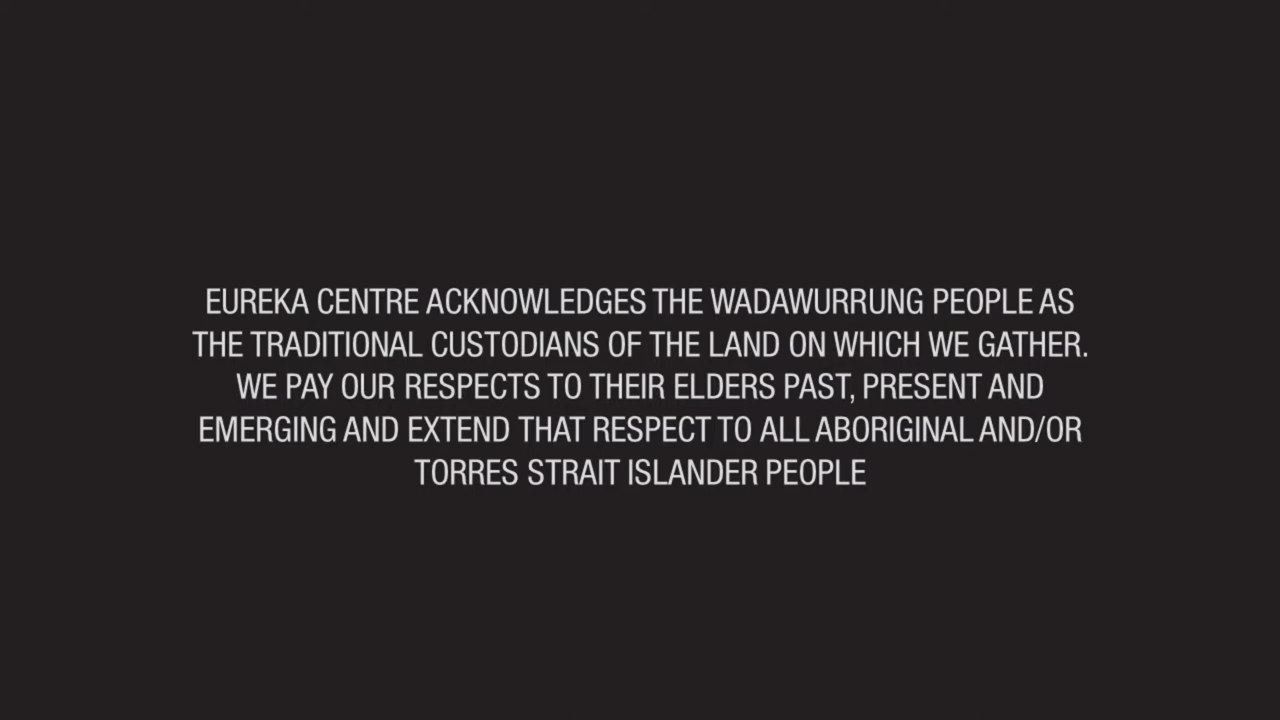 EUREKA CENTRE ACKNOWLEDGES THE WADAWURRUNG PEOPLE AS
THE TRADITIONAL CUSTODIANS OF THE LAND ON WHICH WE GATHER.
WE PAY OUR RESPECTS TO THEIR ELDERS PAST, PRESENT AND
EMERGING AND EXTEND THAT RESPECT TO ALL ABORIGINAL AND/OR
TORRES STRAIT ISLANDER PEOPLE